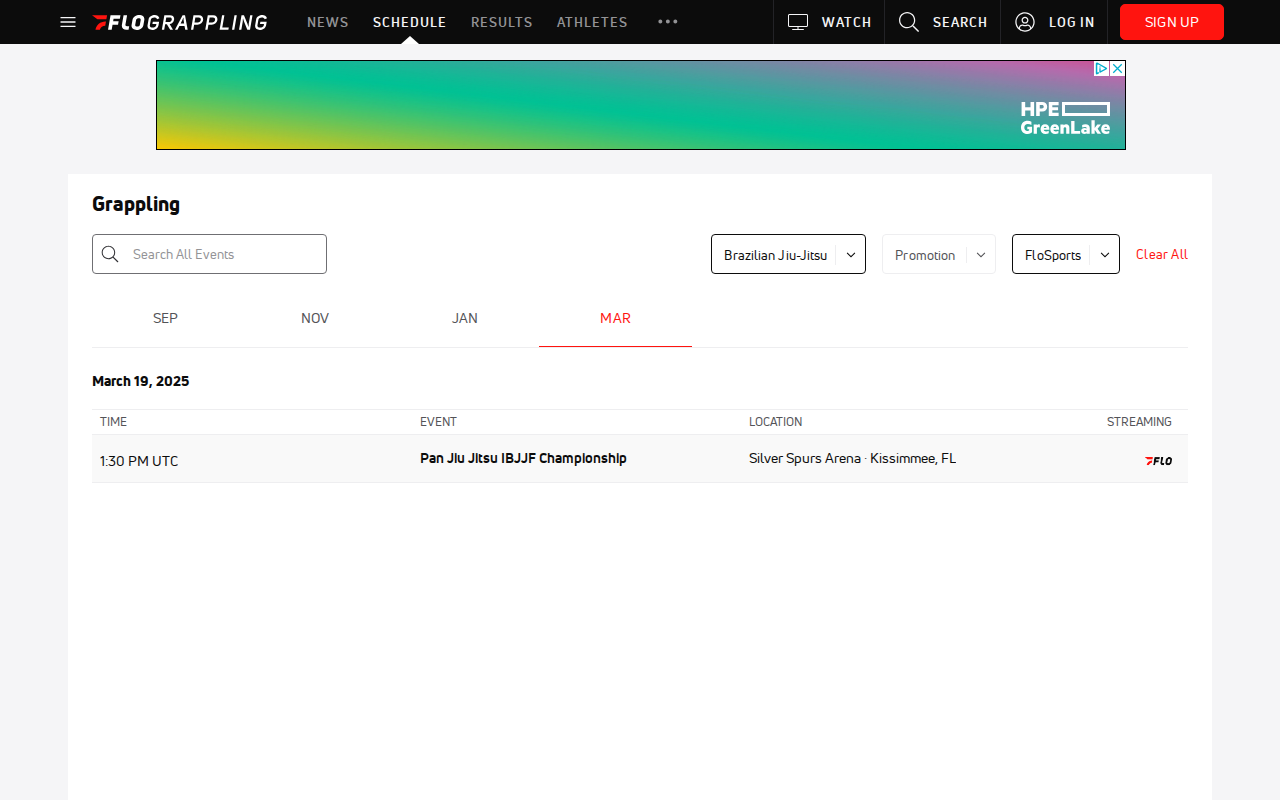 FLOGRAPPLING NEWS SCHEDULE RESULTS ATHLETES WATCH SEARCH LOG IN SIGN UP
HPE
GreenLake
Grappling
Search All Events Brazilian Jiu-Jitsu Promotion FloSports Clear All
SEP NOV JAN MAR
March 19, 2025
TIME EVENT LOCATION STREAMING
1:30 PM UTC Pan Jiu Jitsu IBJJF Championship Silver Spurs Arena · Kissimmee, FL FLO